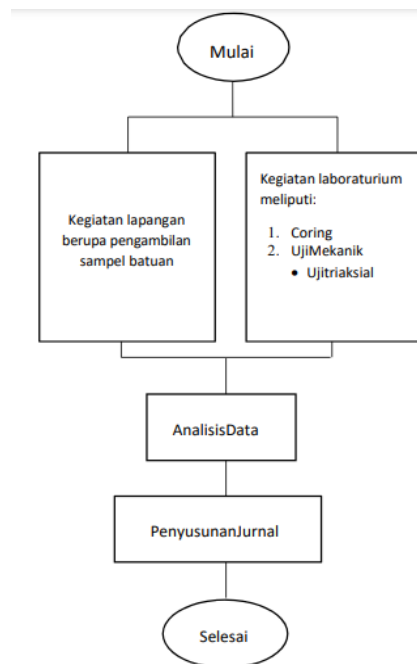 Mulai
Kegiatan lapangan
berupa pengambilan
sampel batuan
Kegiatan laboraturium
meliputi:
1. Coring
2. UjiMekanik
• Ujitriaksial
AnalisisData
PenyusunanJurnal
Selesai